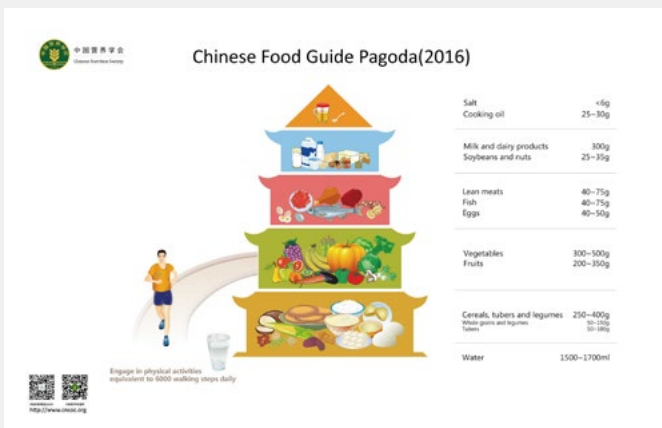 中国营养学会
Chinese Nutrition Society
Chinese Food Guide Pagoda(2016)
Salt <6g
Cooking oil 25~30g
Milk and dairy products 300g
Soybeans and nuts 25~35g
Lean meats 40~75g
Fish 40~75g
Eggs 40~50g
Vegetables 300~500g
Fruits 200~350g
Cereals, tubers and legumes 250~400g
Whole grains and legumes 50~150g
Tubers 50~100g
Water 1500~1700ml
Engage in physical activities
equivalent to 6000 walking steps daily
http://www.cnsoc.org